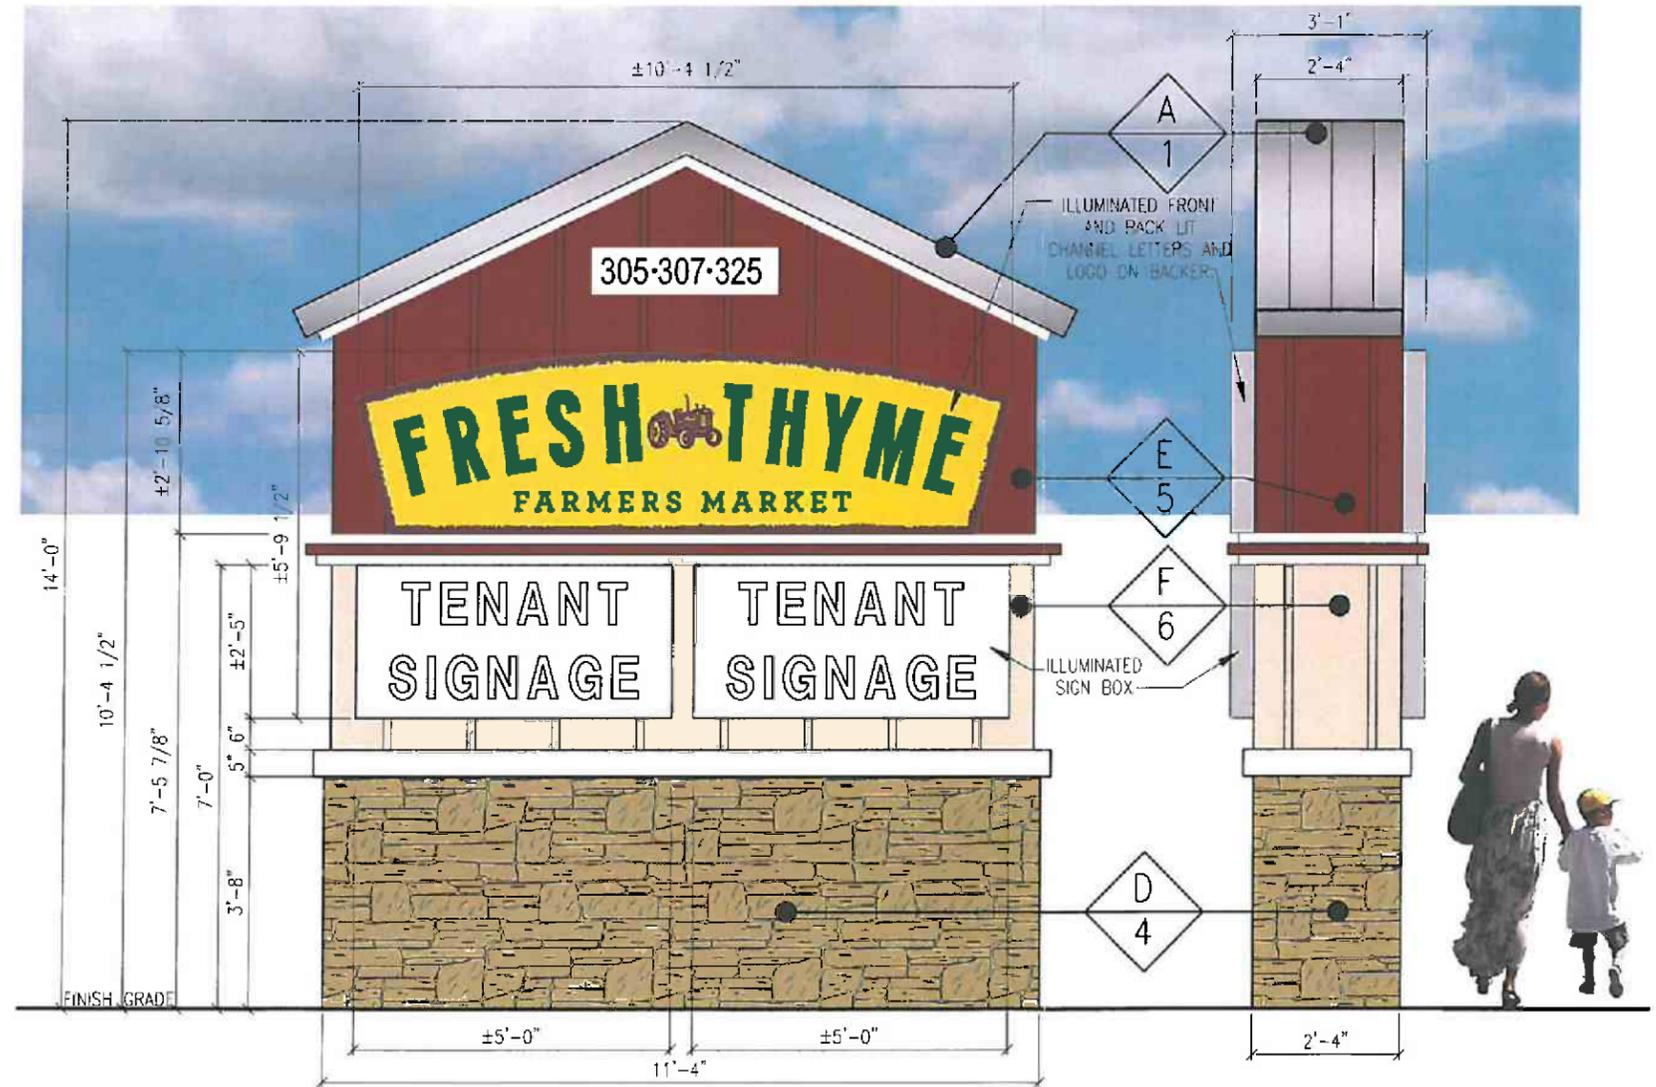 3'-1"
±10'-4 1/2"
2'-4"
A
1
ILLUMINATED FRONT
AND BACK LIT
CHANNEL LETTERS AND
LOGO ON BACKER
305·307·325
FRESH THYME
FARMERS MARKET
±2'-10 5/8"
±5'-9 1/2"
E
5
14'-0"
10'-4 1/2"
7'-5 7/8"
7'-0"
±2'-5"
6"
5"
3'-8"
TENANT
SIGNAGE
TENANT
SIGNAGE
F
6
ILLUMINATED
SIGN BOX
D
4
FINISH GRADE
±5'-0"
±5'-0"
2'-4"
11'-4"